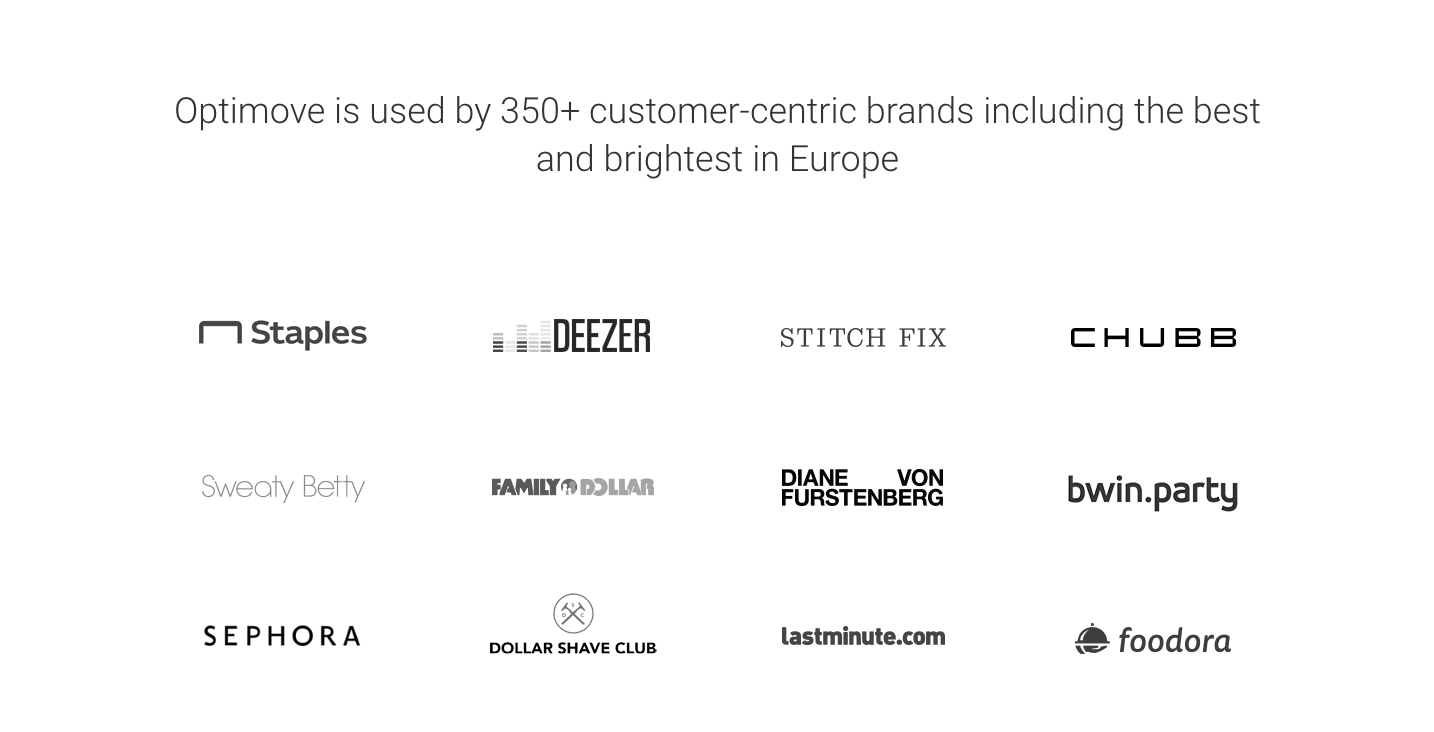 Optimove is used by 350+ customer-centric brands including the best
and brightest in Europe
Staples
DEEZER
STITCH FIX
CHUBB
Sweaty Betty
FAMILY DOLLAR
DIANE VON
FURSTENBERG
bwin.party
SEPHORA
S
D C
DOLLAR SHAVE CLUB
lastminute.com
foodora